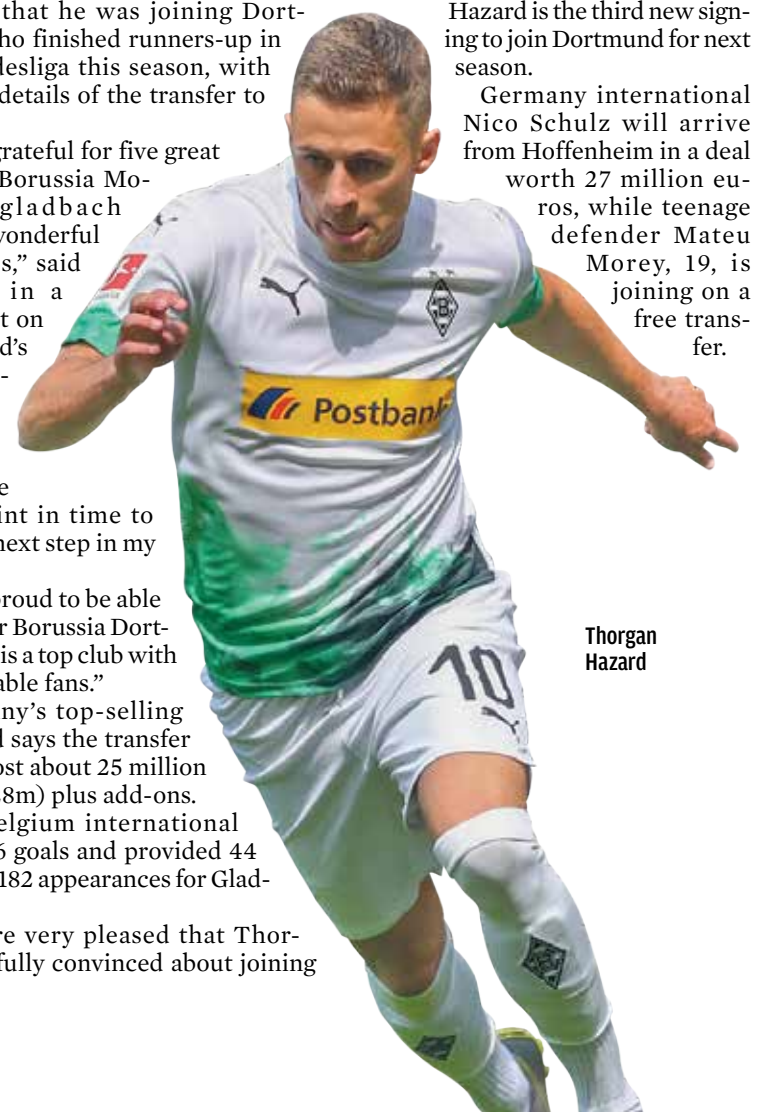 that he was joining Dort-
ho finished runners-up in
desliga this season, with
details of the transfer to
grateful for five great
Borussia Mo-
gladbach
wonderful
s,” said
in a
t on
d’s
-
e
int in time to
next step in my
proud to be able
r Borussia Dort-
is a top club with
able fans.”
ny’s top-selling
d says the transfer
ost about 25 million
8m) plus add-ons.
elgium international
6 goals and provided 44
182 appearances for Glad-
re very pleased that Thor-
fully convinced about joining
Hazard is the third new sign-
ing to join Dortmund for next
season.
Germany international
Nico Schulz will arrive
from Hoffenheim in a deal
worth 27 million eu-
ros, while teenage
defender Mateu
Morey, 19, is
joining on a
free trans-
fer.
Postbank
10
Thorgan
Hazard